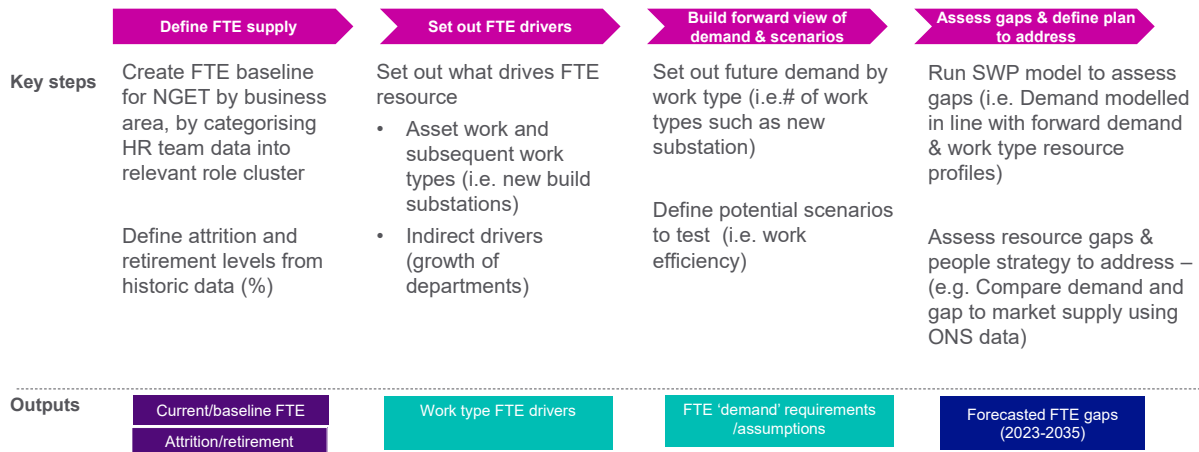 Define FTE supply
Set out FTE drivers
Build forward view of
demand & scenarios
Assess gaps & define plan
to address
Key steps
Create FTE baseline
for NGET by business
area, by categorising
HR team data into
relevant role cluster
Define attrition and
retirement levels from
historic data (%)
Set out what drives FTE
resource
• Asset work and
subsequent work
types (i.e. new build
substations)
• Indirect drivers
(growth of
departments)
Set out future demand by
work type (i.e.# of work
types such as new
substation)
Define potential scenarios
to test (i.e. work
efficiency)
Run SWP model to assess
gaps (i.e. Demand modelled
in line with forward demand
& work type resource
profiles)
Assess resource gaps &
people strategy to address –
(e.g. Compare demand and
gap to market supply using
ONS data)
Outputs
Current/baseline FTE
Attrition/retirement
Work type FTE drivers
FTE ‘demand’ requirements
/assumptions
Forecasted FTE gaps
(2023-2035)